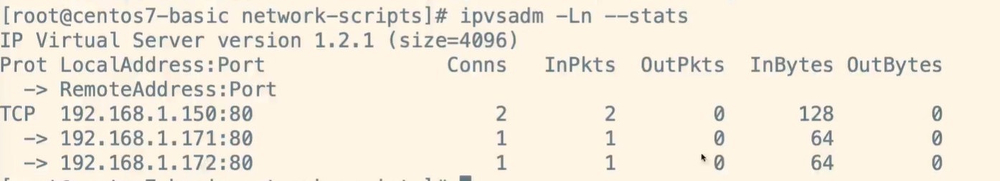 [root@centos7-basic network-scripts]# ipvsadm -Ln --stats
IP Virtual Server version 1.2.1 (size=4096)
Prot LocalAddress:Port Conns InPkts OutPkts InBytes OutBytes
-> RemoteAddress:Port
TCP 192.168.1.150:80 2 2 0 128 0
-> 192.168.1.171:80 1 1 0 64 0
-> 192.168.1.172:80 1 1 0 64 0